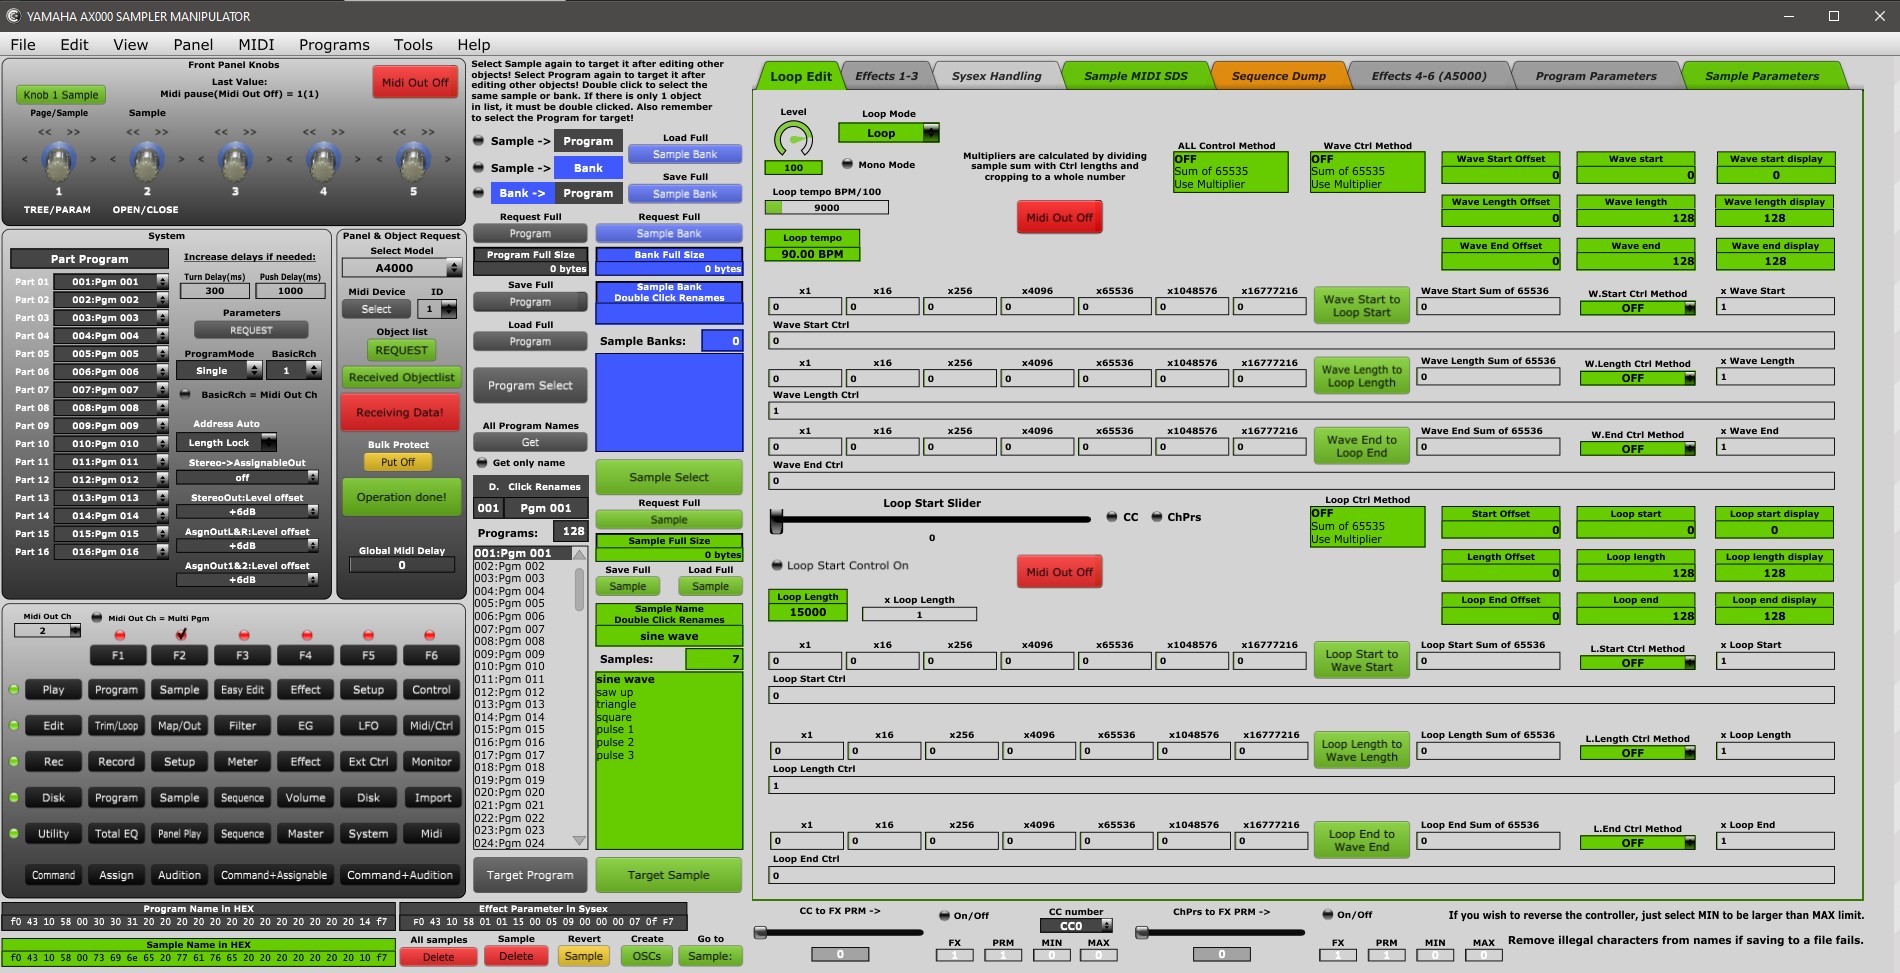 YAMAHA AX000 SAMPLER MANIPULATOR
File Edit View Panel MIDI Programs Tools Help
Front Panel Knobs
Last Value:
Midi pause(Midi Out Off) = 1(1)
Midi Out Off
Knob 1 Sample
Page/Sample Sample
<< >> << >> << >> << >> << >>
< > < > < > < > < >
1 2 3 4 5
TREE/PARAM OPEN/CLOSE
System
Part Program
Part 01 001:Pgm 001
Part 02 002:Pgm 002
Part 03 003:Pgm 003
Part 04 004:Pgm 004
Part 05 005:Pgm 005
Part 06 006:Pgm 006
Part 07 007:Pgm 007
Part 08 008:Pgm 008
Part 09 009:Pgm 009
Part 10 010:Pgm 010
Part 11 011:Pgm 011
Part 12 012:Pgm 012
Part 13 013:Pgm 013
Part 14 014:Pgm 014
Part 15 015:Pgm 015
Part 16 016:Pgm 016
Increase delays if needed:
Turn Delay(ms) Push Delay(ms)
300 1000
Parameters
REQUEST
ProgramMode BasicRch
Single 1
BasicRch = Midi Out Ch
Address Auto
Length Lock
Stereo->AssignableOut
off
StereoOut:Level offset
+6dB
AsgnOutL&R:Level offset
+6dB
AsgnOut1&2:Level offset
+6dB
Panel & Object Request
Select Model
A4000
Midi Device ID
Select 1
Object list
REQUEST
Received Objectlist
Receiving Data!
Bulk Protect
Put Off
Operation done!
Global Midi Delay
0
Midi Out Ch
2
Midi Out Ch = Multi Pgm
F1 F2 F3 F4 F5 F6
Play Program Sample Easy Edit Effect Setup Control
Edit Trim/Loop Map/Out Filter EG LFO Midi/Ctrl
Rec Record Setup Meter Effect Ext Ctrl Monitor
Disk Program Sample Sequence Volume Disk Import
Utility Total EQ Panel Play Sequence Master System Midi
Command Assign Audition Command+Assignable Command+Audition
Program Name in HEX
f0 43 10 58 00 30 30 31 20 20 20 20 20 20 20 20 20 20 20 20 14 f7
Sample Name in HEX
f0 43 10 58 00 73 69 6e 65 20 77 61 76 65 20 20 20 20 20 20 10 f7
Select Sample again to target it after editing other
objects! Select Program again to target it after
editing other objects! Double click to select the
same sample or bank. If there is only 1 object
in list, it must be double clicked. Also remember
to select the Program for target!
Sample -> Program
Sample -> Bank
Bank -> Program
Load Full
Sample Bank
Save Full
Sample Bank
Request Full
Program
Request Full
Sample Bank
Program Full Size
0 bytes
Bank Full Size
0 bytes
Save Full
Program
Sample Bank
Double Click Renames
Load Full
Program
Sample Banks: 0
Program Select
All Program Names
Get
Get only name
D. Click Renames
001 Pgm 001
Programs: 128
001:Pgm 001
002:Pgm 002
003:Pgm 003
004:Pgm 004
005:Pgm 005
006:Pgm 006
007:Pgm 007
008:Pgm 008
009:Pgm 009
010:Pgm 010
011:Pgm 011
012:Pgm 012
013:Pgm 013
014:Pgm 014
015:Pgm 015
016:Pgm 016
017:Pgm 017
018:Pgm 018
019:Pgm 019
020:Pgm 020
021:Pgm 021
022:Pgm 022
023:Pgm 023
024:Pgm 024
Target Program
Sample Select
Request Full
Sample
Sample Full Size
0 bytes
Save Full Load Full
Sample Sample
Sample Name
Double Click Renames
sine wave
Samples: 7
sine wave
saw up
triangle
square
pulse 1
pulse 2
pulse 3
Target Sample
Effect Parameter in Sysex
F0 43 10 58 01 01 15 00 05 09 00 00 00 07 0f F7
All samples Sample Revert Create Go to
Delete Delete Sample OSCs Sample:
Loop Edit Effects 1-3 Sysex Handling Sample MIDI SDS Sequence Dump Effects 4-6 (A5000) Program Parameters Sample Parameters
Level
100
Loop Mode
Loop
Mono Mode
Loop tempo BPM/100
9000
Loop tempo
90.00 BPM
Multipliers are calculated by dividing
sample sum with Ctrl lengths and
cropping to a whole number
Midi Out Off
ALL Control Method
OFF
Sum of 65535
Use Multiplier
Wave Ctrl Method
OFF
Sum of 65535
Use Multiplier
Wave Start Offset Wave start Wave start display
0 0 0
Wave Length Offset Wave length Wave length display
0 128 128
Wave End Offset Wave end Wave end display
0 128 128
x1 x16 x256 x4096 x65536 x1048576 x16777216
0 0 0 0 0 0 0
Wave Start to
Loop Start
Wave Start Sum of 65536
0
W.Start Ctrl Method
OFF
x Wave Start
1
Wave Start Ctrl
0
x1 x16 x256 x4096 x65536 x1048576 x16777216
0 0 0 0 0 0 0
Wave Length to
Loop Length
Wave Length Sum of 65536
0
W.Length Ctrl Method
OFF
x Wave Length
1
Wave Length Ctrl
1
x1 x16 x256 x4096 x65536 x1048576 x16777216
0 0 0 0 0 0 0
Wave End to
Loop End
Wave End Sum of 65536
0
W.End Ctrl Method
OFF
x Wave End
1
Wave End Ctrl
0
Loop Start Slider
0
CC ChPrs
Loop Start Control On
Midi Out Off
Loop Length
15000
x Loop Length
1
Loop Ctrl Method
OFF
Sum of 65535
Use Multiplier
Start Offset Loop start Loop start display
0 0 0
Length Offset Loop length Loop length display
0 128 128
Loop End Offset Loop end Loop end display
0 128 128
x1 x16 x256 x4096 x65536 x1048576 x16777216
0 0 0 0 0 0 0
Loop Start to
Wave Start
Loop Start Sum of 65536
0
L.Start Ctrl Method
OFF
x Loop Start
1
Loop Start Ctrl
0
x1 x16 x256 x4096 x65536 x1048576 x16777216
0 0 0 0 0 0 0
Loop Length to
Wave Length
Loop Length Sum of 65536
0
L.Length Ctrl Method
OFF
x Loop Length
1
Loop Length Ctrl
1
x1 x16 x256 x4096 x65536 x1048576 x16777216
0 0 0 0 0 0 0
Loop End to
Wave End
Loop End Sum of 65536
0
L.End Ctrl Method
OFF
x Loop End
1
Loop End Ctrl
0
CC to FX PRM ->
0
On/Off
CC number
CC0
FX PRM MIN MAX
1 1 0 0
ChPrs to FX PRM ->
0
On/Off
FX PRM MIN MAX
1 1 0 0
If you wish to reverse the controller, just select MIN to be larger than MAX limit.
Remove illegal characters from names if saving to a file fails.